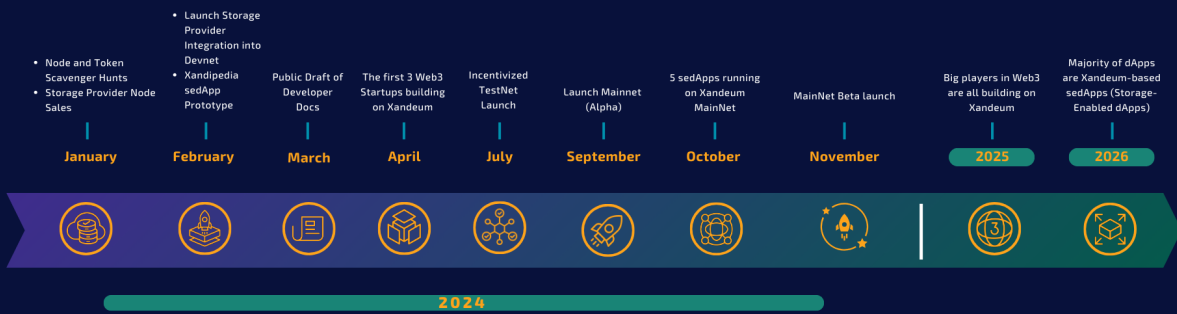 • Node and Token
Scavenger Hunts
• Storage Provider Node
Sales
January
• Launch Storage
Provider
Integration into
Devnet
• Xandipedia
sedApp
Prototype
February
Public Draft of
Developer
Docs
March
The first 3 Web3
Startups building
on Xandeum
April
Incentivized
TestNet
Launch
July
Launch Mainnet
(Alpha)
September
5 sedApps running
on Xandeum
MainNet
October
MainNet Beta launch
November
Big players in Web3
are all building on
Xandeum
2025
Majority of dApps
are Xandeum-based
sedApps (Storage-
Enabled dApps)
2026
3
2024